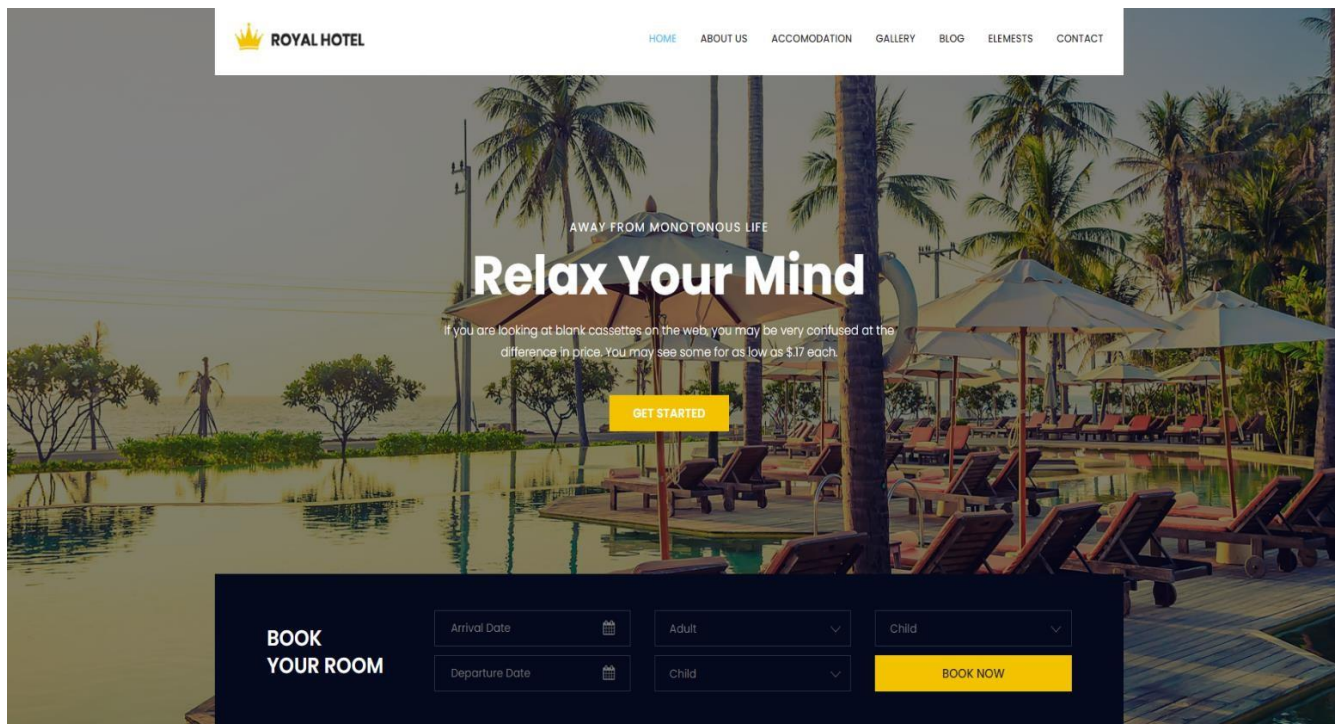 ROYAL HOTEL
HOME ABOUT US ACCOMODATION GALLERY BLOG ELEMESTS CONTACT
AWAY FROM MONOTONOUS LIFE
Relax Your Mind
If you are looking at blank cassettes on the web, you may be very confused at the
difference in price. You may see some for as low as $.17 each.
GET STARTED
BOOK
YOUR ROOM
Arrival Date
Adult
Child
Departure Date
Child
BOOK NOW